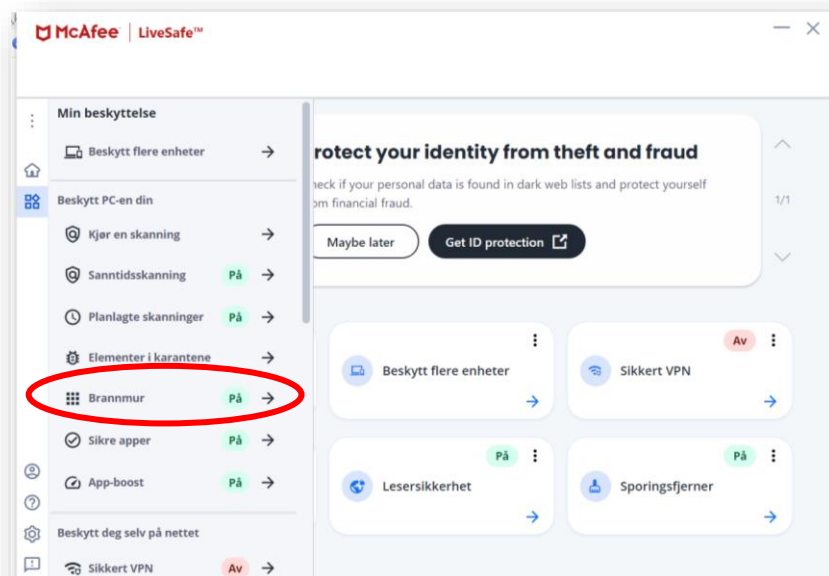 McAfee | LiveSafe™
Min beskyttelse
Beskytt flere enheter
Beskytt PC-en din
Kjør en skanning
Sanntidsskanning På
Planlagte skanninger På
Elementer i karantene
Brannmur På
Sikre apper På
App-boost På
Beskytt deg selv på nettet
Sikkert VPN Av
rotect your identity from theft and fraud
heck if your personal data is found in dark web lists and protect yourself
om financial fraud.
Maybe later
Get ID protection
1/1
Beskytt flere enheter
Av
Sikkert VPN
På
Lesersikkerhet
På
Sporingsfjerner